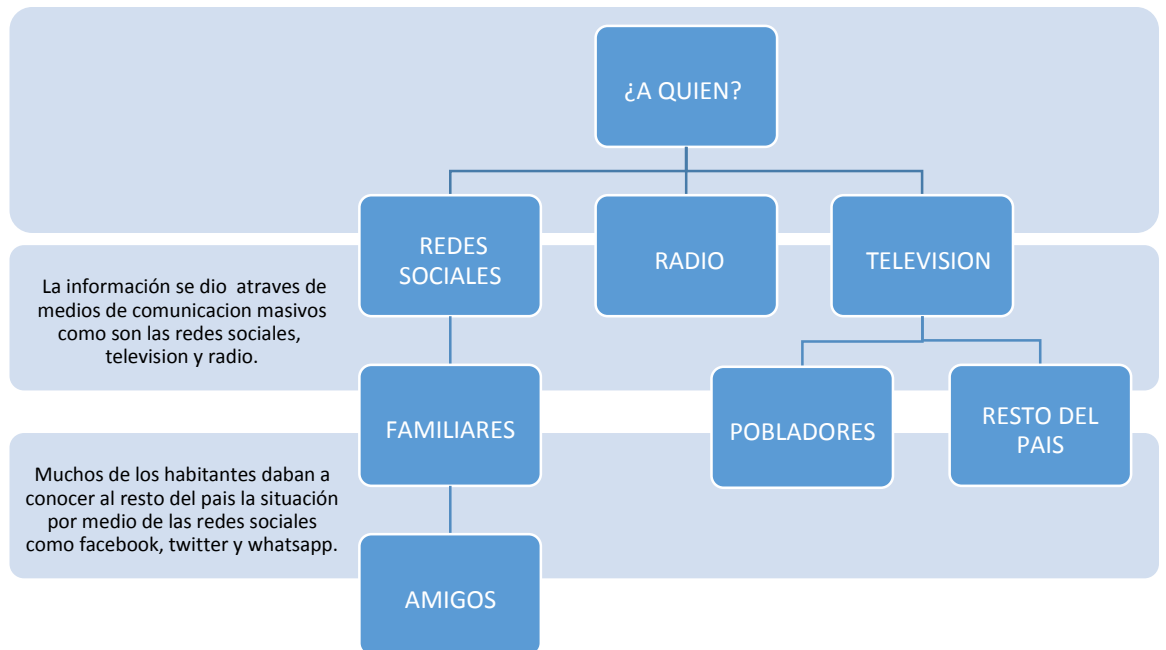 ¿A QUIEN?
REDES
SOCIALES
RADIO
TELEVISION
La información se dio atraves de
medios de comunicacion masivos
como son las redes sociales,
television y radio.
FAMILIARES
POBLADORES
RESTO DEL
PAIS
Muchos de los habitantes daban a
conocer al resto del pais la situación
por medio de las redes sociales
como facebook, twitter y whatsapp.
AMIGOS